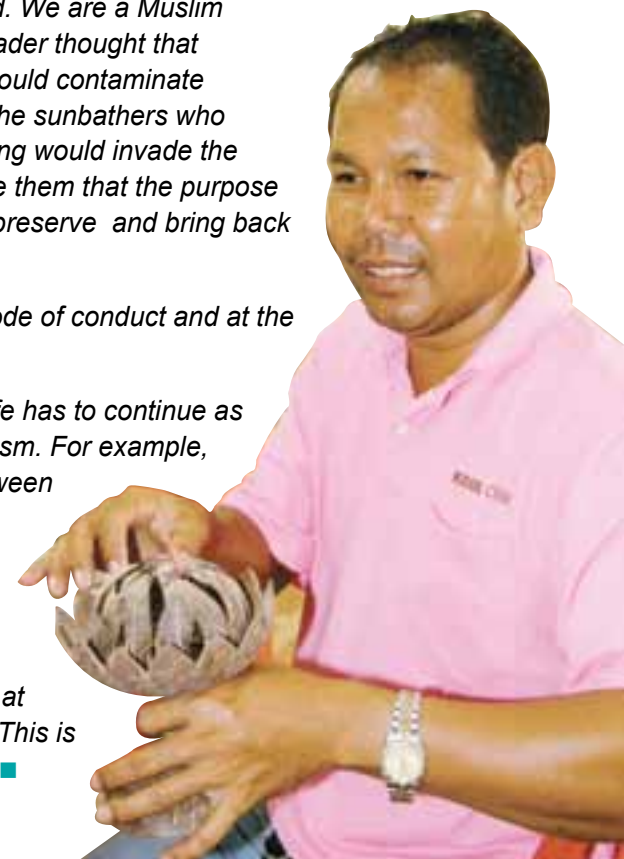 d. We are a Muslim
ader thought that
ould contaminate
he sunbathers who
ng would invade the
e them that the purpose
preserve and bring back
ode of conduct and at the
fe has to continue as
sm. For example,
ween
at
This is